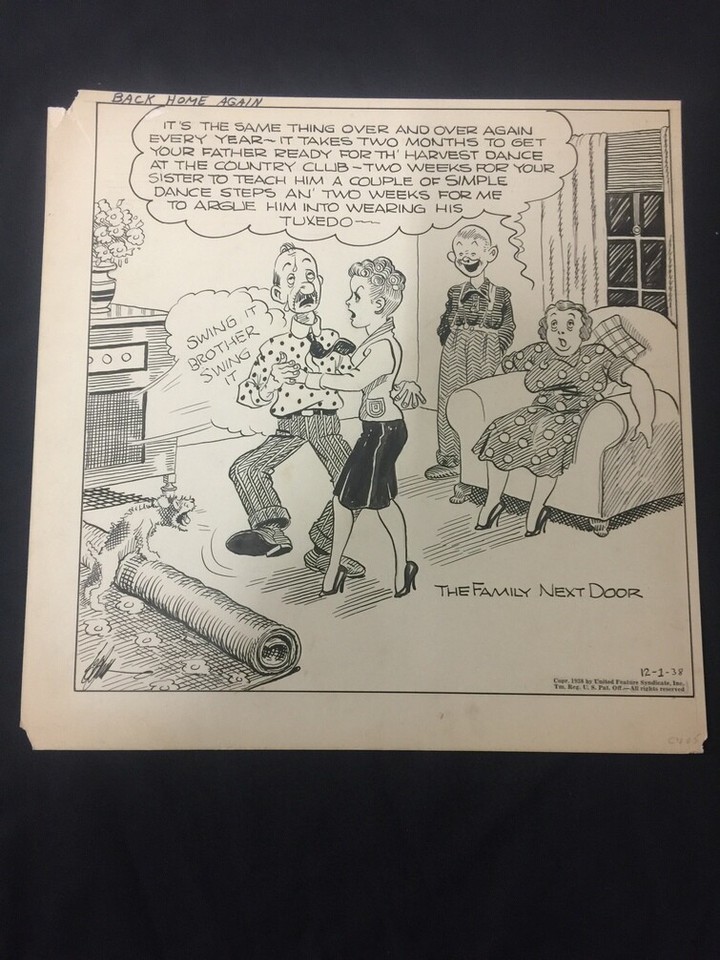 BACK HOME AGAIN
IT'S THE SAME THING OVER AND OVER AGAIN
EVERY YEAR~IT TAKES TWO MONTHS TO GET
YOUR FATHER READY FOR TH' HARVEST DANCE
AT THE COUNTRY CLUB~TWO WEEKS FOR YOUR
SISTER TO TEACH HIM A COUPLE OF SIMPLE
DANCE STEPS AN' TWO WEEKS FOR ME
TO ARGUE HIM INTO WEARING HIS
TUXEDO~
SWING IT
BROTHER
SWING
IT
THE FAMILY NEXT DOOR
12-1-38
Copr. 1938 by United Feature Syndicate, Inc.
Tm. Reg. U. S. Pat. Off.—All rights reserved